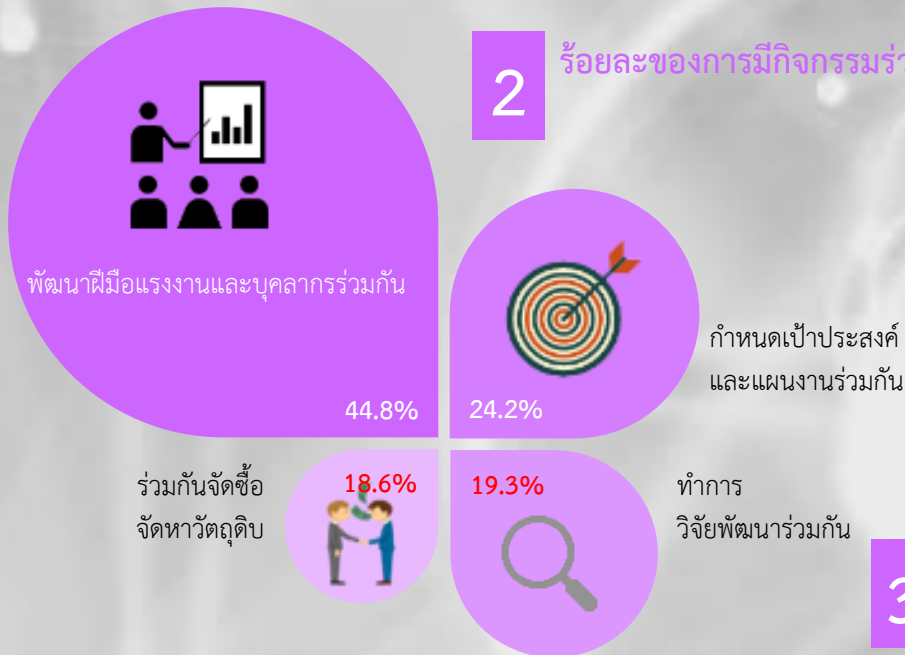 2
ร้อยละของการมีกิจกรรมร่ว
พัฒนาฝีมือแรงงานและบุคลากรร่วมกัน
44.8%
24.2%
กำหนดเป้าประสงค์
และแผนงานร่วมกัน
ร่วมกันจัดซื้อ
จัดหาวัตถุดิบ
18.6%
19.3%
ทำการ
วิจัยพัฒนาร่วมกัน
3